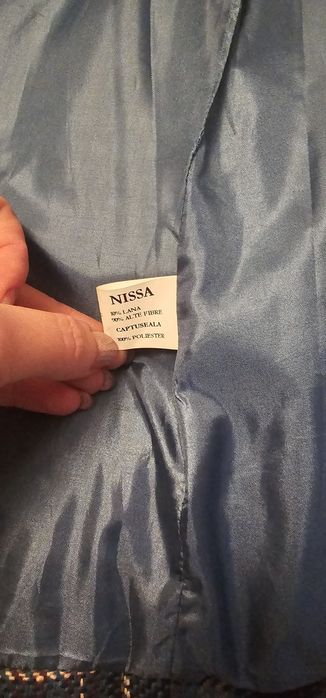 NISSA
10% LANA
90% ALTE FIBRE
CAPTUSEALA
100% POLIESTER